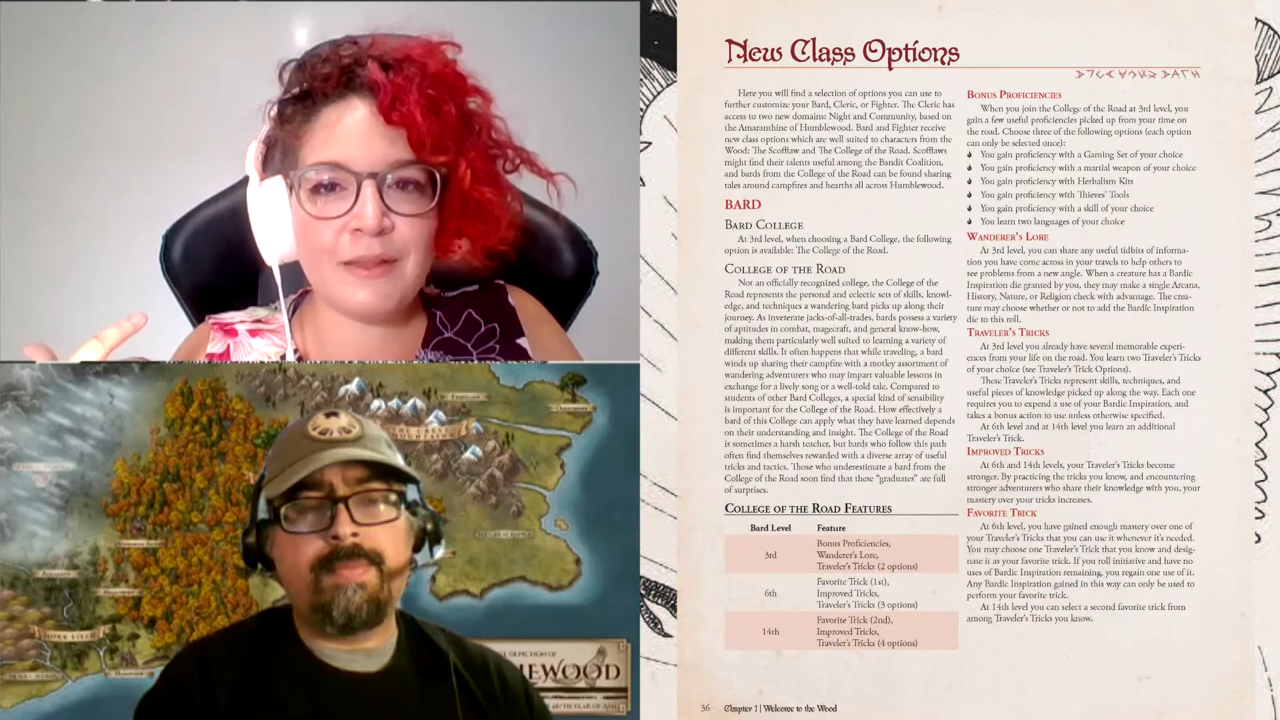 THE GREAT
MOUNTAINS
MEWOOD
New Class Options
Here you will find a selection of options you can use to
further customize your Bard, Cleric, or Fighter. The Cleric has
access to two new domains: Night and Community, based on
the Amaranthine of Humblewood. Bard and Fighter receive
new class options which are well suited to characters from the
Wood: The Scofflaw and The College of the Road. Scofflaws
might find their talents useful among the Bandit Coalition,
and bards from the College of the Road can be found sharing
tales around campfires and hearths all across Humblewood.
BARD
Bard College
At 3rd level, when choosing a Bard College, the following
option is available: The College of the Road.
College of the Road
Not an officially recognized college, the College of the
Road represents the personal and eclectic sets of skills, knowl-
edge, and techniques a wandering bard picks up along their
journey. As inveterate jacks-of-all-trades, bards possess a variety
of aptitudes in combat, magecraft, and general know-how,
making them particularly well suited to learning a variety of
different skills. It often happens that while traveling, a bard
winds up sharing their campfire with a motley assortment of
wandering adventurers who may impart valuable lessons in
exchange for a lively song or a well-told tale. Compared to
students of other Bard Colleges, a special kind of sensibility
is important for the College of the Road. How effectively a
bard of this College can apply what they have learned depends
on their understanding and insight. The College of the Road
is sometimes a harsh teacher, but bards who follow this path
often find themselves rewarded with a diverse array of useful
tricks and tactics. Those who underestimate a bard from the
College of the Road soon find that these "graduates" are full
of surprises.
College of the Road Features
Bard Level Feature
3rd Bonus Proficiencies,
Wanderer's Lore,
Traveler's Tricks (2 options)
6th Favorite Trick (1st),
Improved Tricks,
Traveler's Tricks (3 options)
14th Favorite Trick (2nd),
Improved Tricks,
Traveler's Tricks (4 options)
Bonus Proficiencies
When you join the College of the Road at 3rd level, you
gain a few useful proficiencies picked up from your time on
the road. Choose three of the following options (each option
can only be selected once):
You gain proficiency with a Gaming Set of your choice
You gain proficiency with a martial weapon of your choice
You gain proficiency with Herbalism Kits
You gain proficiency with Thieves' Tools
You gain proficiency with a skill of your choice
You learn two languages of your choice
Wanderer's Lore
At 3rd level, you can share any useful tidbits of informa-
tion you have come across in your travels to help others to
see problems from a new angle. When a creature has a Bardic
Inspiration die granted by you, they may make a single Arcana,
History, Nature, or Religion check with advantage. The crea-
ture may choose whether or not to add the Bardic Inspiration
die to this roll.
Traveler's Tricks
At 3rd level you already have several memorable experi-
ences from your life on the road. You learn two Traveler's Tricks
of your choice (see Traveler's Trick Options).
These Traveler's Tricks represent skills, techniques, and
useful pieces of knowledge picked up along the way. Each one
requires you to expend a use of your Bardic Inspiration, and
takes a bonus action to use unless otherwise specified.
At 6th level and at 14th level you learn an additional
Traveler's Trick.
Improved Tricks
At 6th and 14th levels, your Traveler's Tricks become
stronger. By practicing the tricks you know, and encountering
stronger adventurers who share their knowledge with you, your
mastery over your tricks increases.
Favorite Trick
At 6th level, you have gained enough mastery over one of
your Traveler's Tricks that you can use it whenever it's needed.
You may choose one Traveler's Trick that you know and desig-
nate it as your favorite trick. If you roll initiative and have no
uses of Bardic Inspiration remaining, you regain one use of it.
Any Bardic Inspiration gained in this way can only be used to
perform your favorite trick.
At 14th level you can select a second favorite trick from
among Traveler's Tricks you know.
36 Chapter 1 | Welcome to the Wood